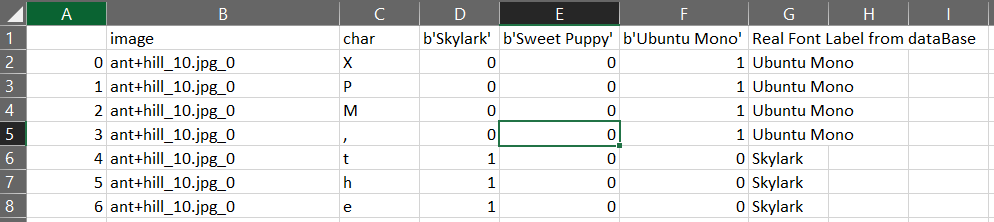 A B C D E F G H I
1 image char b'Skylark' b'Sweet Puppy' b'Ubuntu Mono' Real Font Label from dataBase
2 0 ant+hill_10.jpg_0 X 0 0 1 Ubuntu Mono
3 1 ant+hill_10.jpg_0 P 0 0 1 Ubuntu Mono
4 2 ant+hill_10.jpg_0 M 0 0 1 Ubuntu Mono
5 3 ant+hill_10.jpg_0 , 0 0 1 Ubuntu Mono
6 4 ant+hill_10.jpg_0 t 1 0 0 Skylark
7 5 ant+hill_10.jpg_0 h 1 0 0 Skylark
8 6 ant+hill_10.jpg_0 e 1 0 0 Skylark